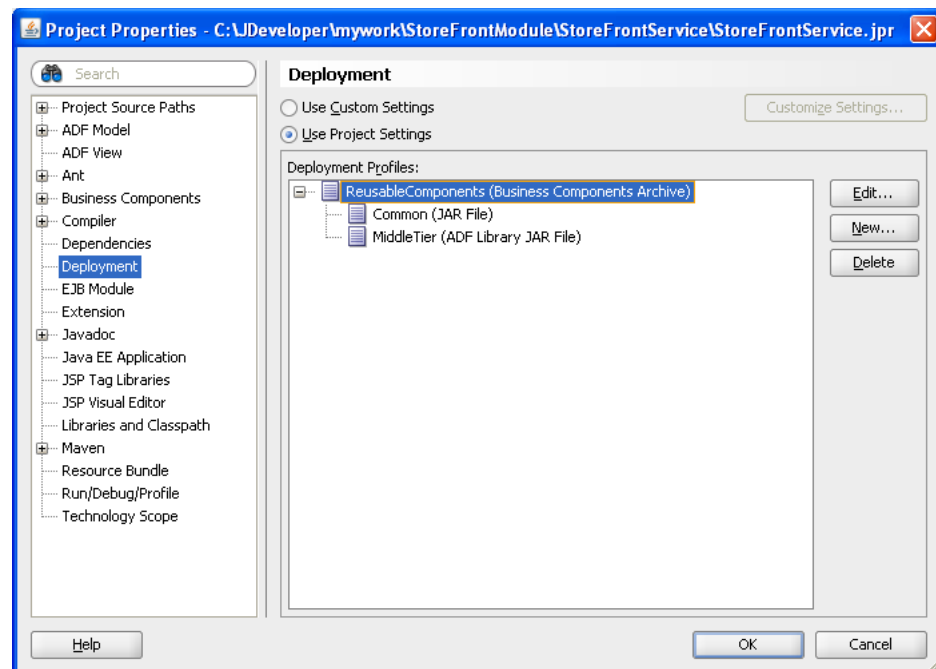 Project Properties - C:\JDeveloper\mywork\StoreFrontModule\StoreFrontService\StoreFrontService.jpr
Search
Project Source Paths
ADF Model
ADF View
Ant
Business Components
Compiler
Dependencies
Deployment
EJB Module
Extension
Javadoc
Java EE Application
JSP Tag Libraries
JSP Visual Editor
Libraries and Classpath
Maven
Resource Bundle
Run/Debug/Profile
Technology Scope
Deployment
Use Custom Settings
Customize Settings...
Use Project Settings
Deployment Profiles:
ReusableComponents (Business Components Archive)
Common (JAR File)
MiddleTier (ADF Library JAR File)
Edit...
New...
Delete
Help
OK
Cancel